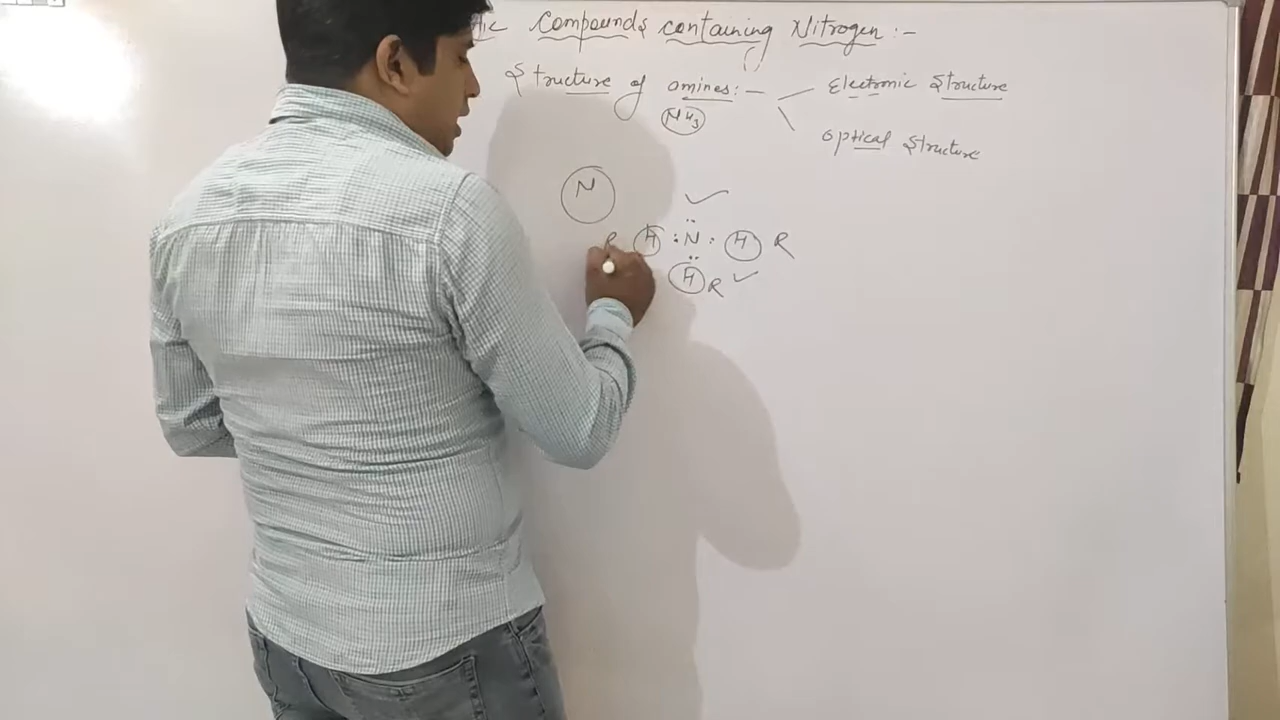 Compounds containing Nitrogen :-
Structure of amines :- Electronic Structure
NH3
Optical Structure
N
R H : N : H R
H R